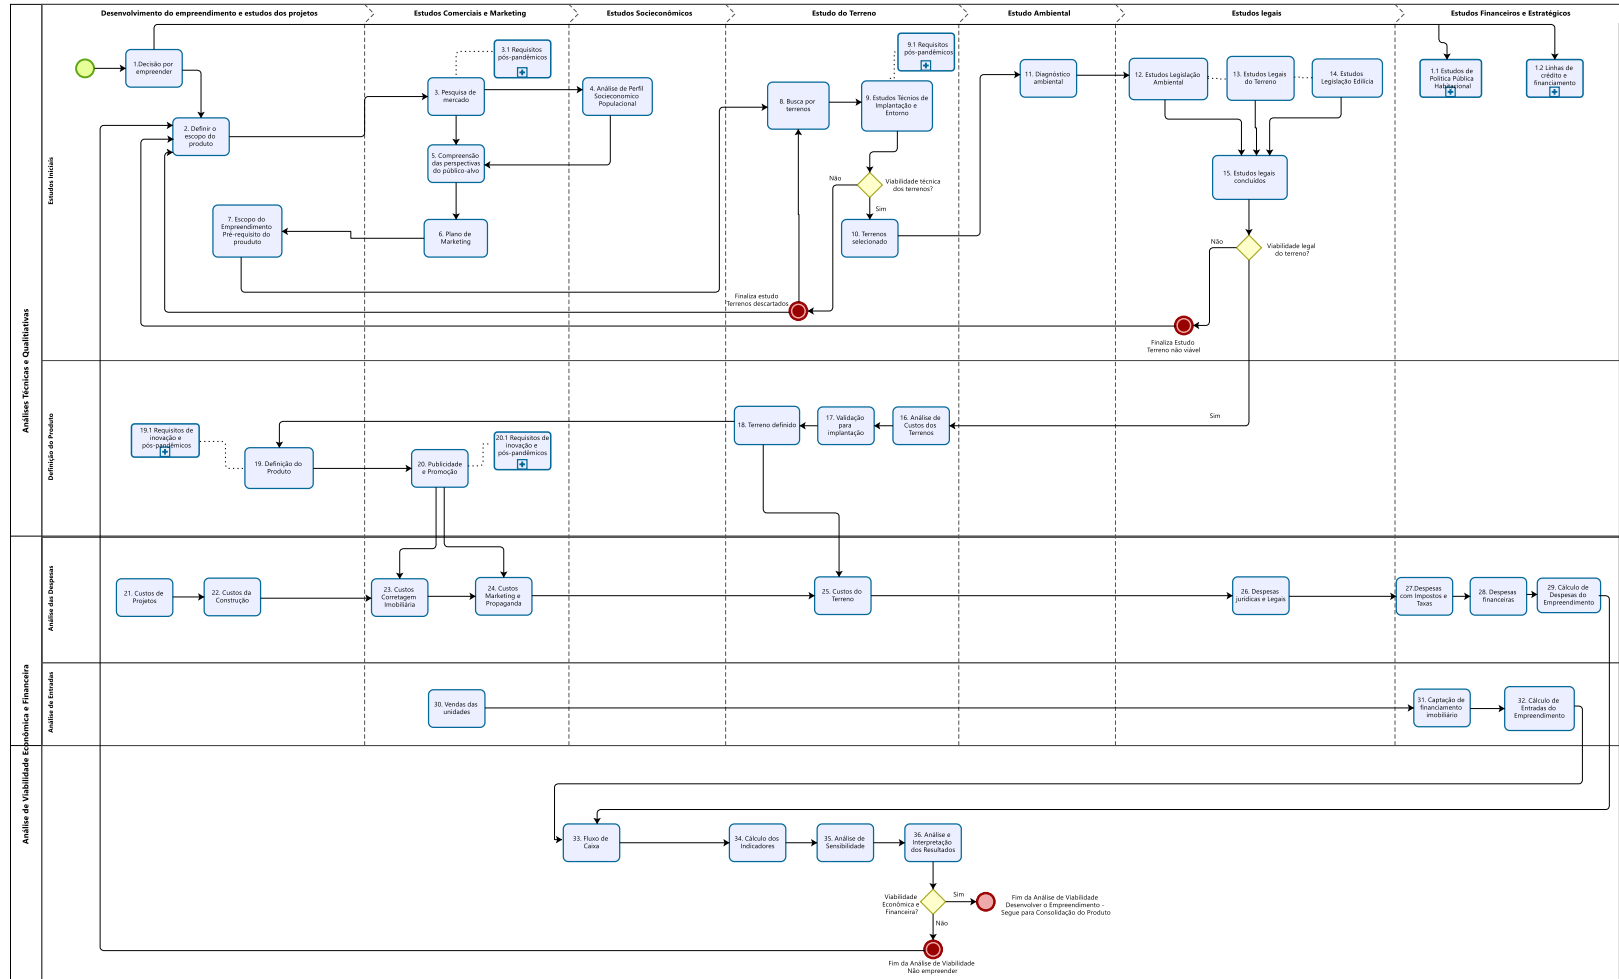 Desenvolvimento do empreendimento e estudos dos projetos
Estudos Comerciais e Marketing
Estudos Socieconômicos
Estudo do Terreno
Estudo Ambiental
Estudos legais
Estudos Financeiros e Estratégicos
Análises Técnicas e Qualitiativas
Estudos Iniciais
1.Decisão por
empreender
2. Definir o
escopo do
produto
3.1 Requisitos
pós-pandêmicos
3. Pesquisa de
mercado
4. Análise de Perfil
Socioeconomico
Populacional
5. Compreensão
das perspectivas
do público-alvo
6. Plano de
Marketing
7. Escopo do
Empreendimento
Pré-requisito do
prouduto
8. Busca por
terrenos
9.1 Requisitos
pós-pandêmicos
9. Estudos Técnios de
Implantação e
Entorno
Viabilidade técnica
dos terrenos?
Não
Sim
10. Terrenos
selecionado
Finaliza estudo
Terrenos descartados
11. Diagnóstico
ambiental
12. Estudos Legislação
Ambiental
13. Estudos Legais
do Terreno
14. Estudos
Legislação Edilícia
15. Estudos legais
concluídos
Não
Viabilidade legal
do terreno?
Finaliza Estudo
Terreno não viável
Sim
1.1 Estudos de
Política Pública
Habitacional
1.2 Linhas de
crédito e
financiamento
Definição do Produto
16. Análise de
Custos dos
Terrenos
17. Validação
para
implantação
18. Terreno definido
19.1 Requisitos de
inovação e
pós-pandêmicos
19. Definição do
Produto
20. Publicidade
e Promoção
20.1 Requisitos de
inovação e
pós-pandêmicos
Análise de Viabilidade Econômica e Financeira
Análise das Despesas
21. Custos de
Projetos
22. Custos da
Construção
23. Custos
Corretagem
Imobiliária
24. Custos
Marketing e
Propaganda
25. Custos do
Terreno
26. Despesas
jurídicas e Legais
27.Despesas
com Impostos e
Taxas
28. Despesas
financeiras
29. Cálculo de
Despesas do
Empreendimento
Análise de Entradas
30. Vendas das
unidades
31. Captação de
financiamento
imobiliário
32. Cálculo de
Entradas do
Empreendimento
33. Fluxo de
Caixa
34. Cálculo dos
Indicadores
35. Análise de
Sensibilidade
36. Análise e
Interpretação
dos Resultados
Viabilidade
Econômica e
Financeira?
Sim
Fim da Análise de Viabilidade
Desenvolver o Empreendimento -
Segue para Consolidação do Produto
Não
Fim da Análise de Viabilidade
Não empreender